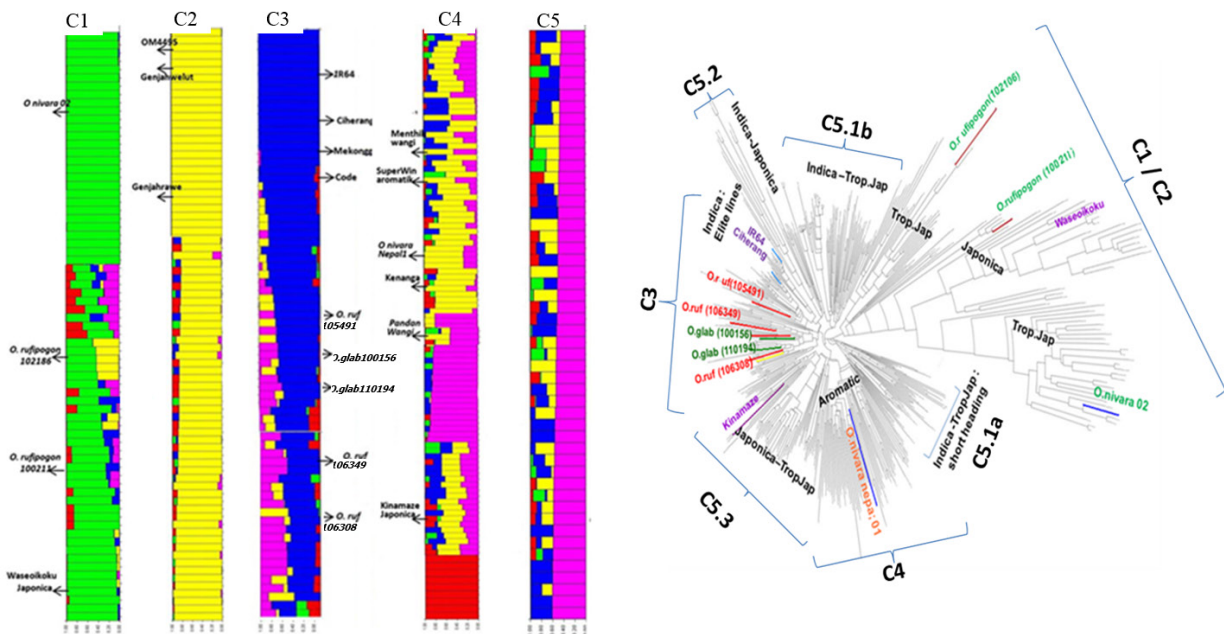 C1
C2
C3
C4
C5
O nivara 02
O. rufipogon
102186
O. rufipogon
100211
Waseoikoku
Japonica
OM4495
Genjahwelut
Genjahrawe
IR64
Ciherang
Mekongg
Code
O. ruf
105491
O.glab100156
O.glab110194
O. ruf
106349
O. ruf
106308
Menthik
wangi
SuperWin
aromatik
O nivara
Nepal1
Kenanga
Pandan
Wangi
Kinamaze
Japonica
C5.2
Indica-Japonica
C5.1b
Indica-Trop.Jap
Trop.Jap
O.r ufipogon(102106)
O.rufipogon
Japonica
Waseoikoku
C1 / C2
C3
Indica :
Elite lines
IR64
Ciherang
O.r uf(105491)
O.ruf (106349)
O.glab (100156)
O.glab (110194)
O.ruf (106308)
Kinamaze
Japonica-TropJap
C5.3
Aromatic
O.nivara nepa; 01
C4
Indica -TropJap :
short heading
C5.1a
Trop.Jap
O.nivara 02